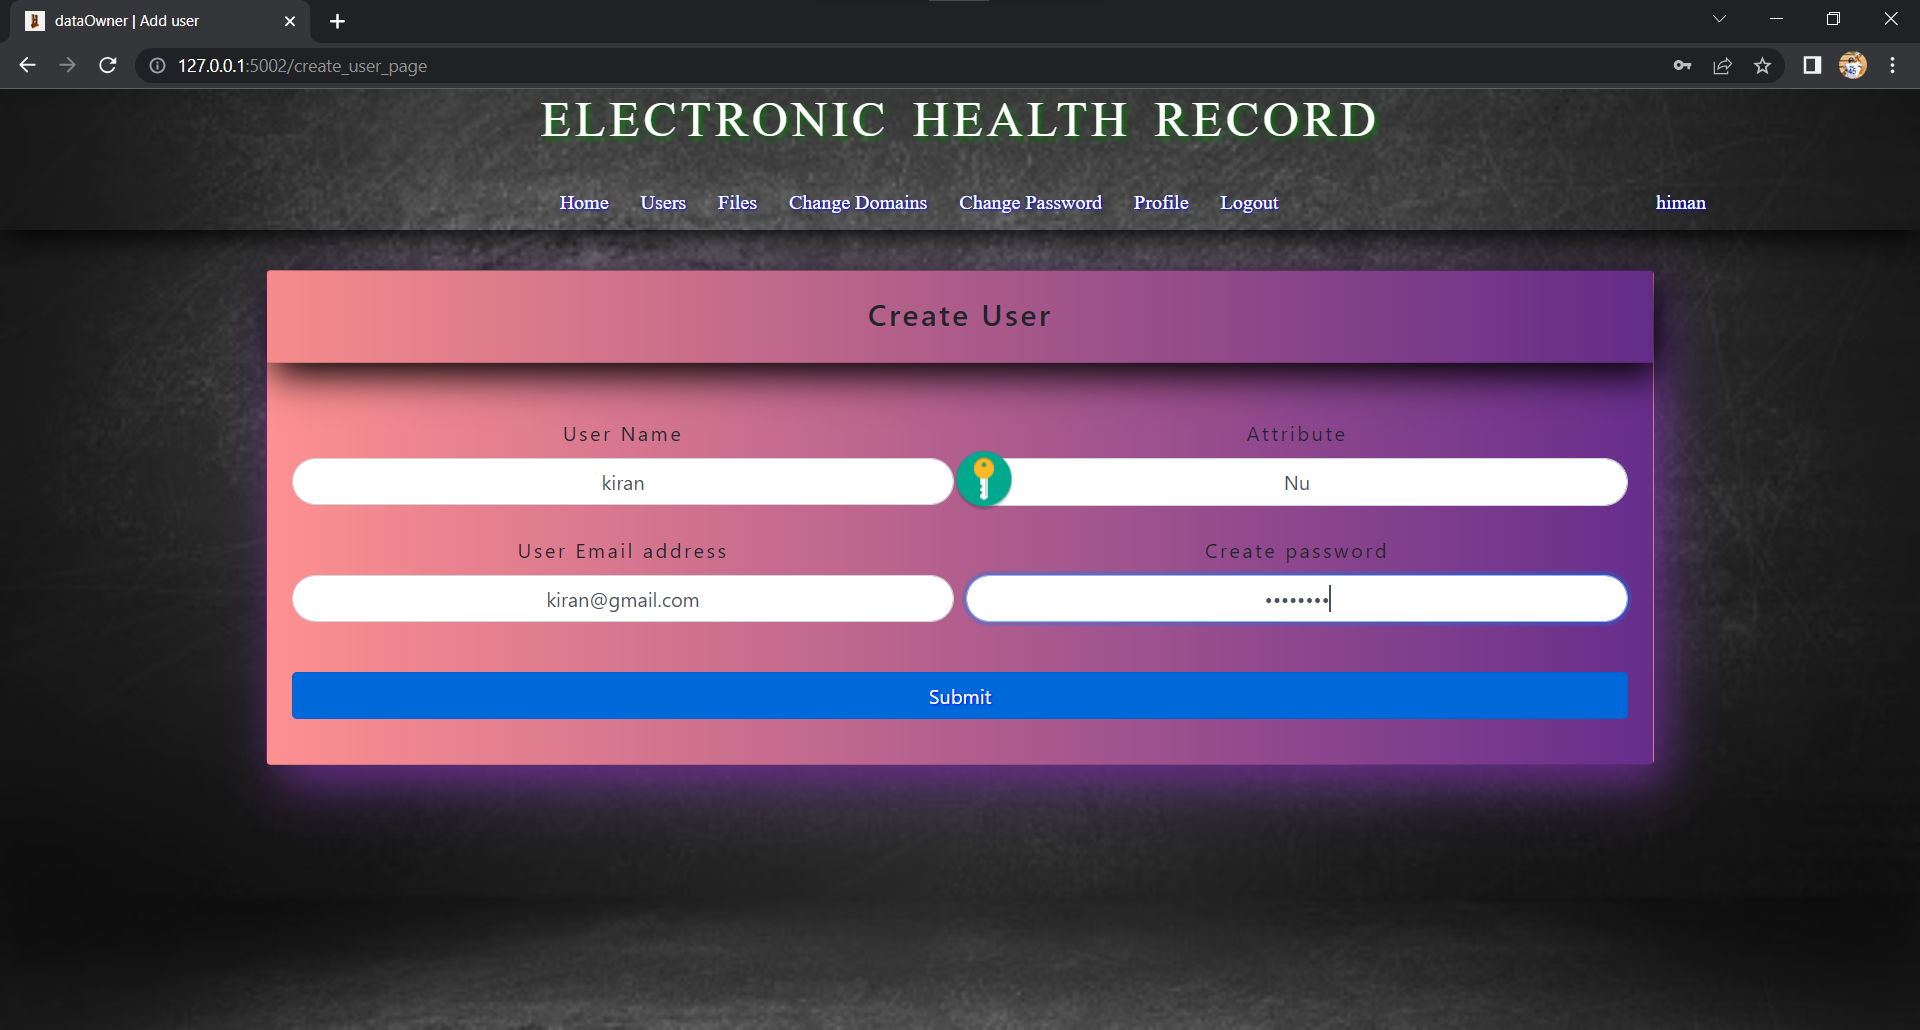 dataOwner | Add user
127.0.0.1:5002/create_user_page
ELECTRONIC HEALTH RECORD
Home Users Files Change Domains Change Password Profile Logout himan
Create User
User Name Attribute
kiran Nu
User Email address Create password
kiran@gmail.com ••••••••
Submit